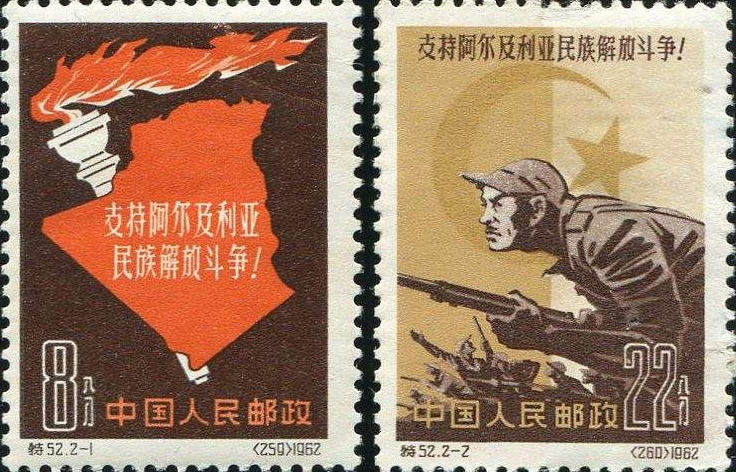 支持阿尔及利亚
民族解放斗争!
8分
中国人民邮政
特52.2-1
(259)1962
支持阿尔及利亚民族解放斗争!
中国人民邮政
22分
特52.2-2
(260)1962